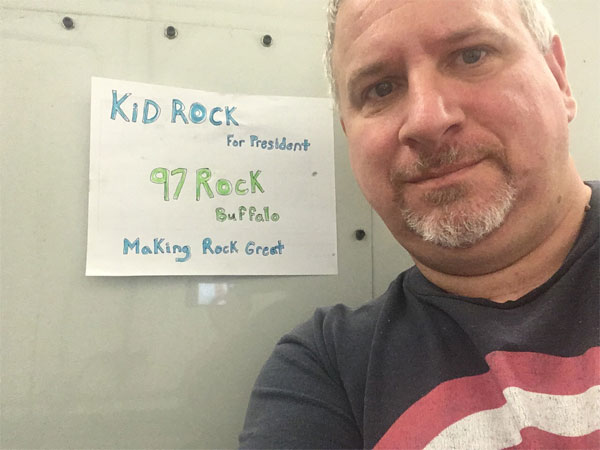 KiD ROCK
For President
97 RocK
Buffalo
MaKing Rock Great